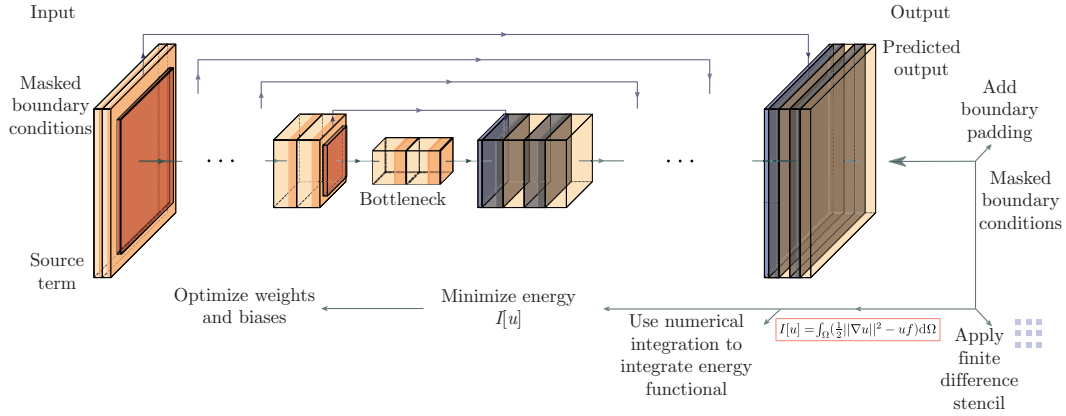 Input
Output
Masked
boundary
conditions
Predicted
output
Add
boundary
padding
. . .
. . .
Bottleneck
Masked
boundary
conditions
Source
term
Optimize weights
and biases
Minimize energy
I[u]
Use numerical
integration to
integrate energy
functional
I[u] = ∫_Ω(½||∇u||² − uf)dΩ
Apply
finite
difference
stencil